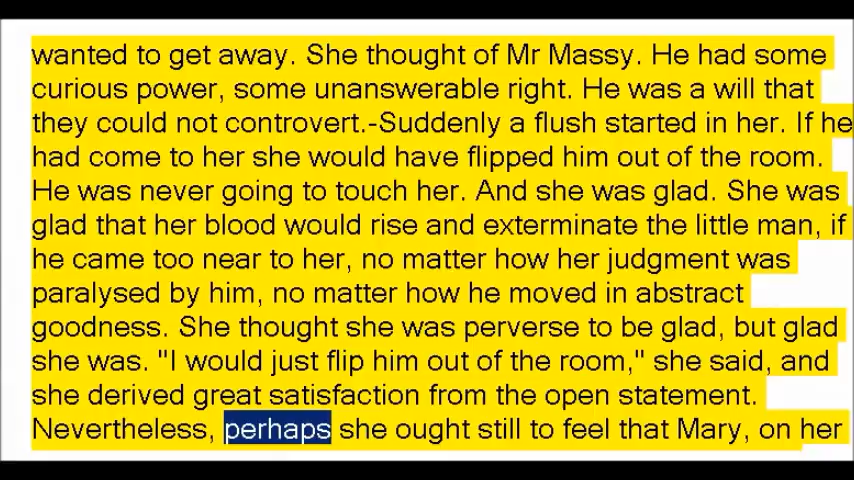 wanted to get away. She thought of Mr Massy. He had some
curious power, some unanswerable right. He was a will that
they could not controvert.-Suddenly a flush started in her. If he
had come to her she would have flipped him out of the room.
He was never going to touch her. And she was glad. She was
glad that her blood would rise and exterminate the little man, if
he came too near to her, no matter how her judgment was
paralysed by him, no matter how he moved in abstract
goodness. She thought she was perverse to be glad, but glad
she was. "I would just flip him out of the room," she said, and
she derived great satisfaction from the open statement.
Nevertheless, perhaps she ought still to feel that Mary, on her